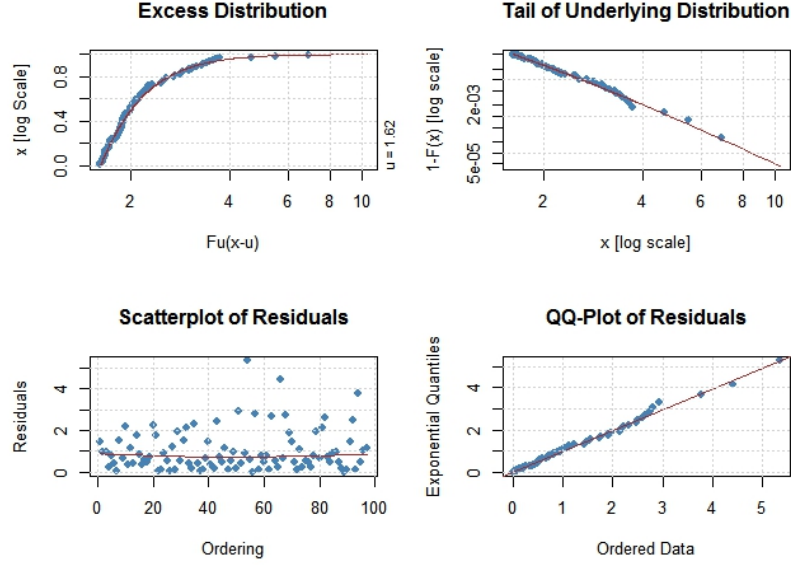 Excess Distribution
x [log Scale]
0.0 0.4 0.8
2 4 6 8 10
u = 1.62
Fu(x-u)
Tail of Underlying Distribution
1-F(x) [log scale]
5e-05 2e-03
2 4 6 8 10
x [log scale]
Scatterplot of Residuals
Residuals
0 2 4
0 20 40 60 80 100
Ordering
QQ-Plot of Residuals
Exponential Quantiles
0 2 4
0 1 2 3 4 5
Ordered Data